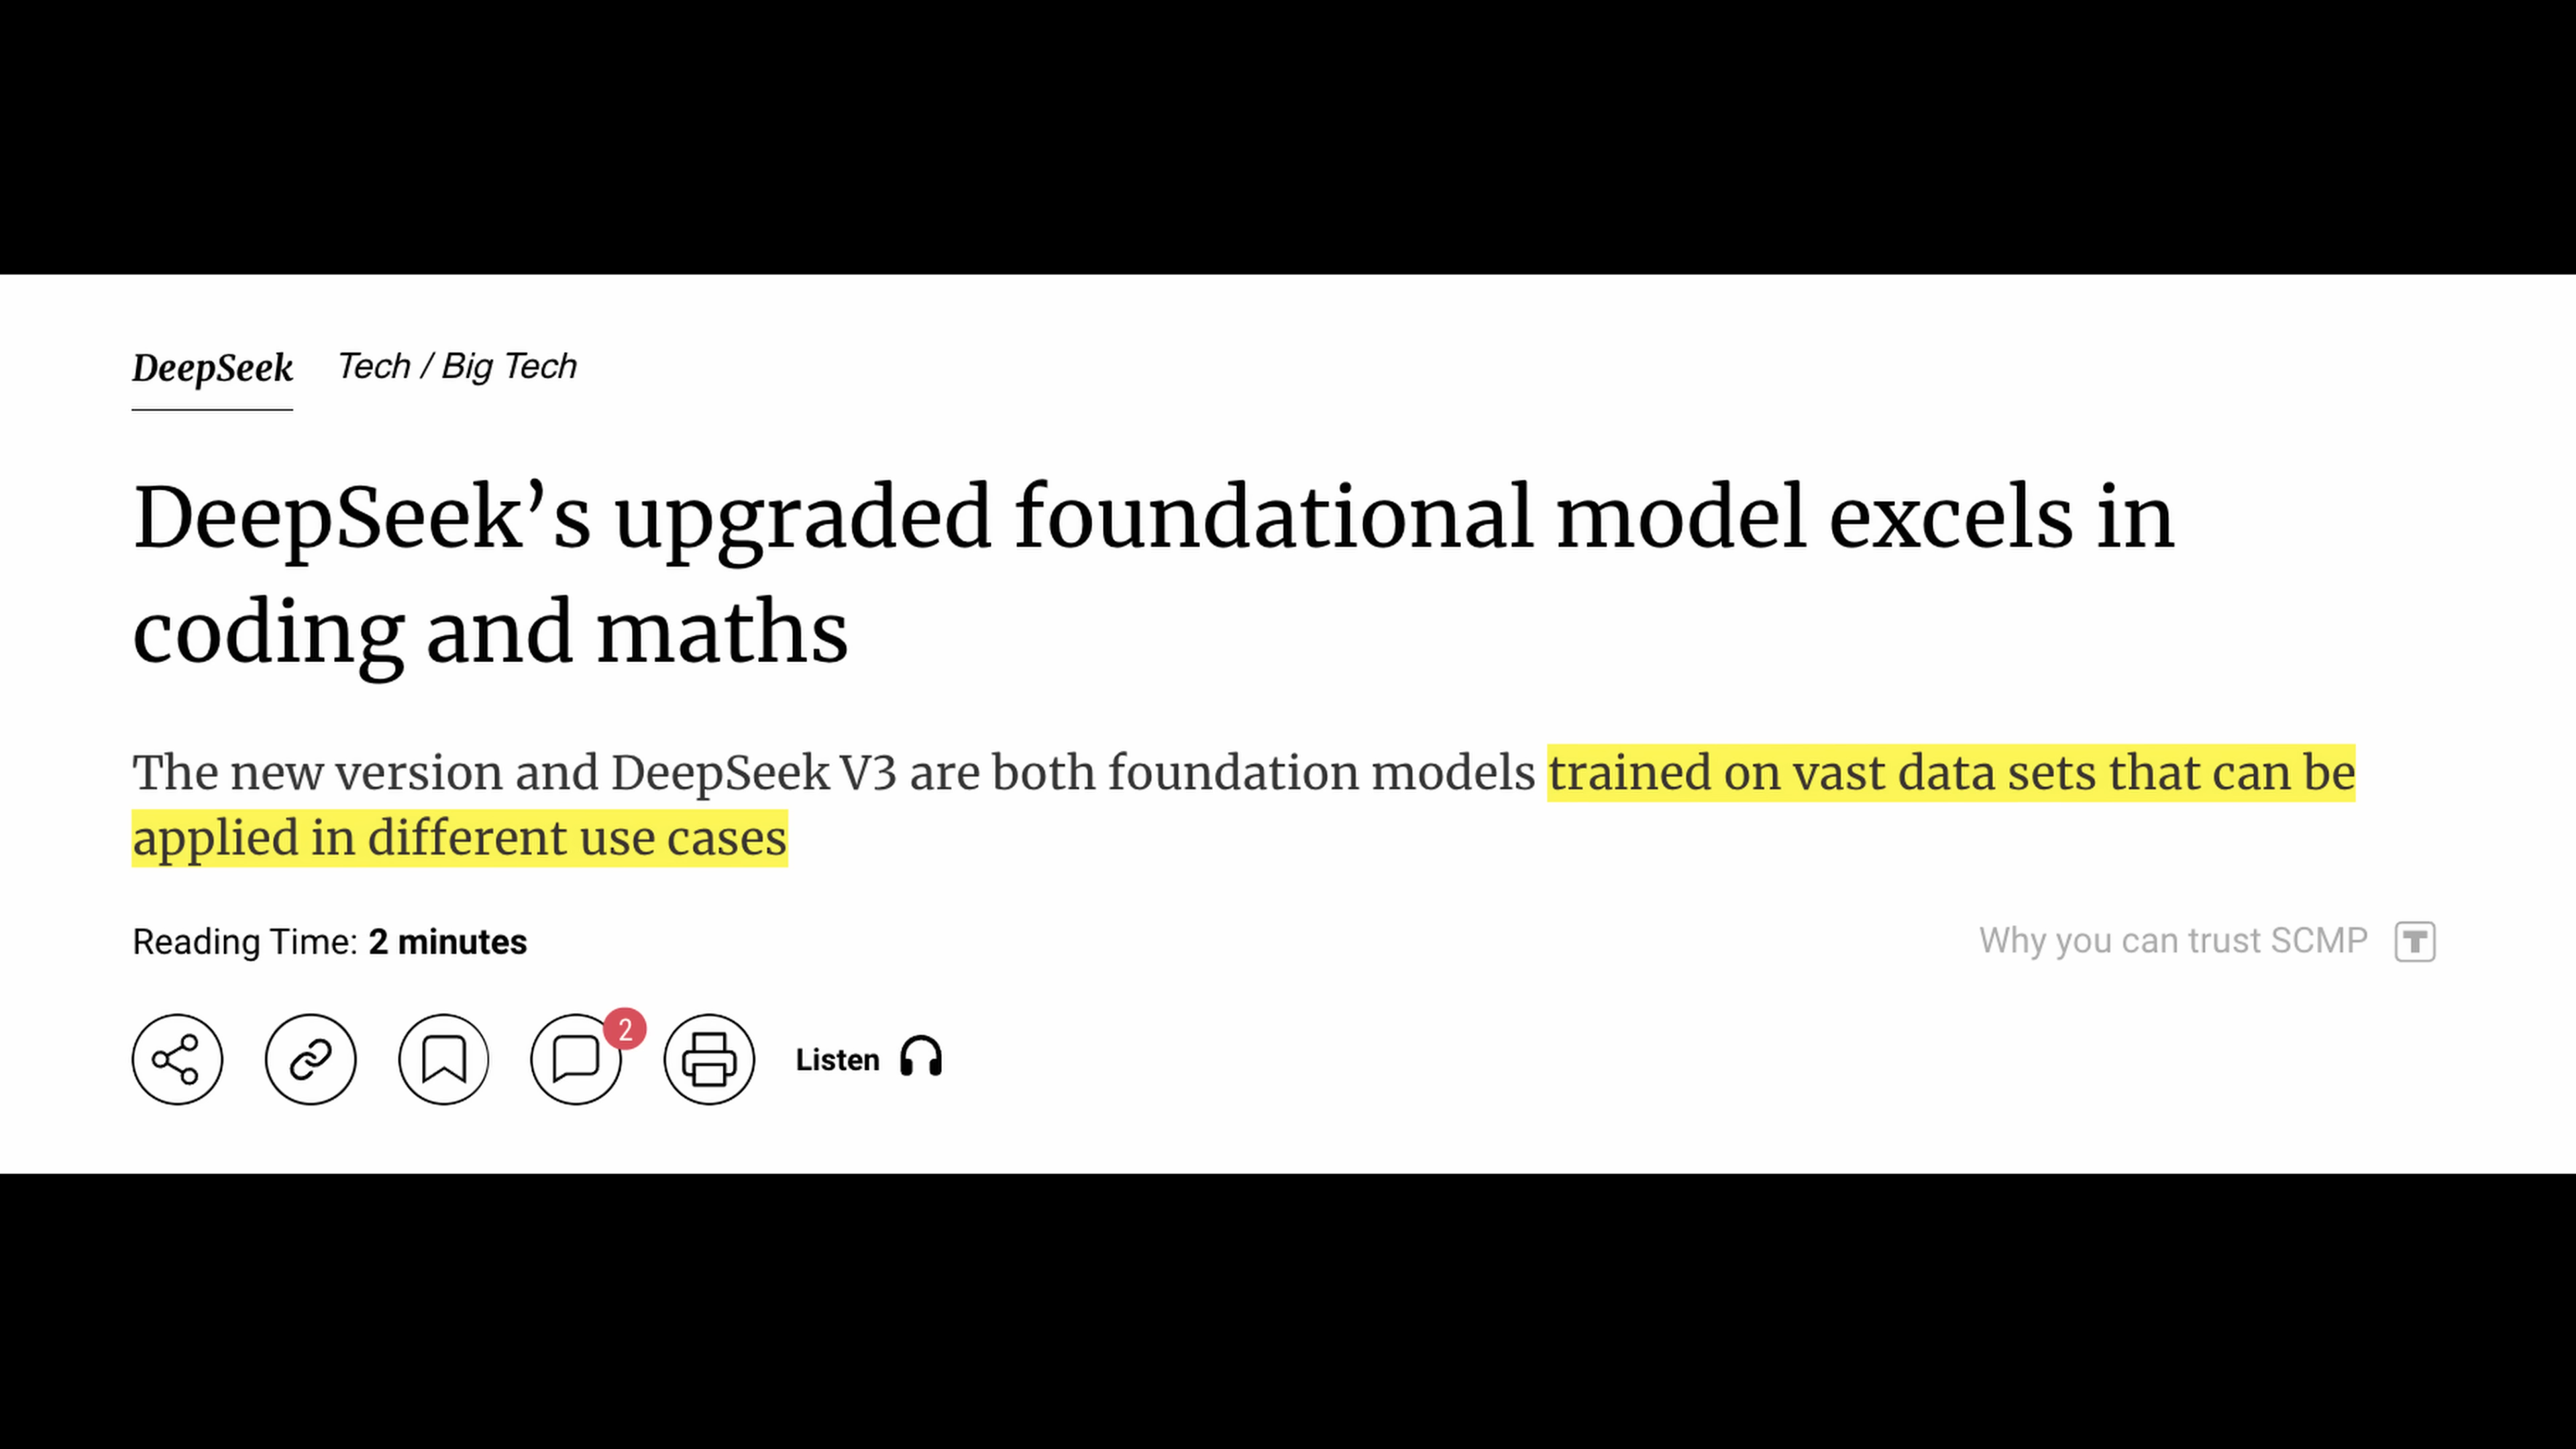 DeepSeek Tech / Big Tech
DeepSeek’s upgraded foundational model excels in
coding and maths
The new version and DeepSeek V3 are both foundation models trained on vast data sets that can be
applied in different use cases
Reading Time: 2 minutes
Why you can trust SCMP T
2
Listen